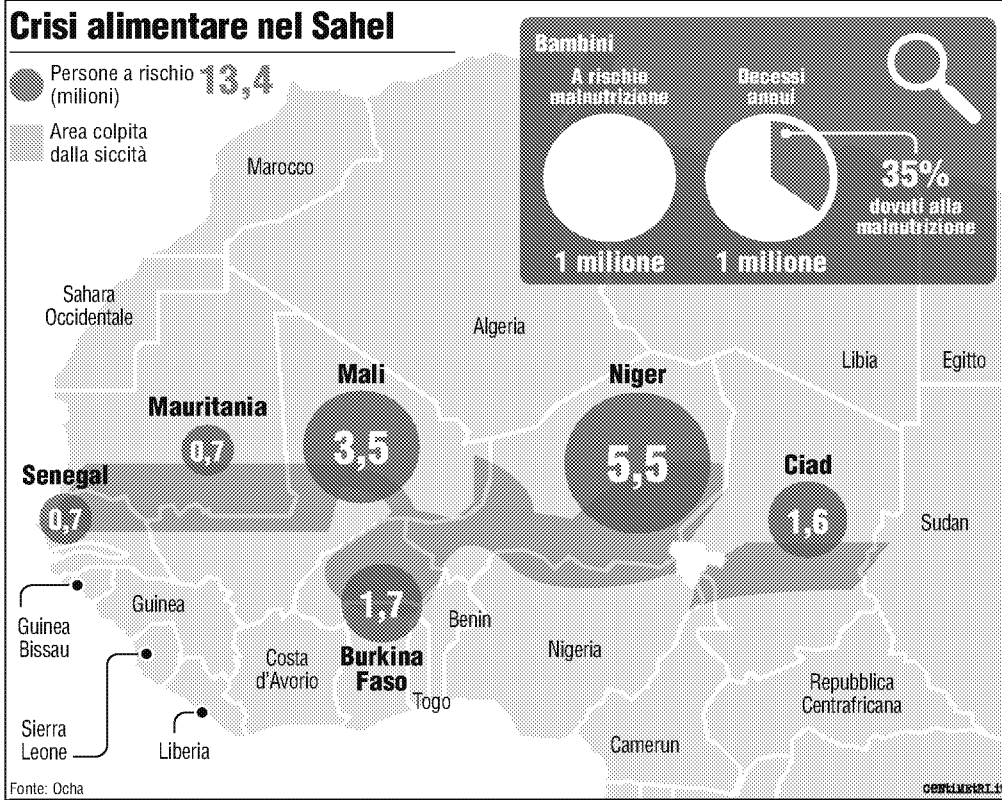 Crisi alimentare nel Sahel
Persone a rischio 13,4
(milioni)
Area colpita
dalla siccità
Bambini
A rischio
malnutrizione
1 milione
Decessi
annui
1 milione
35%
dovuti alla
malnutrizione
Marocco
Sahara
Occidentale
Algeria
Libia
Egitto
Mali
3,5
Niger
5,5
Mauritania
0,7
Senegal
0,7
Ciad
1,6
Sudan
Guinea
Bissau
Guinea
1,7
Burkina
Faso
Benin
Nigeria
Costa
d'Avorio
Togo
Repubblica
Centrafricana
Sierra
Leone
Liberia
Camerun
Fonte: Ocha